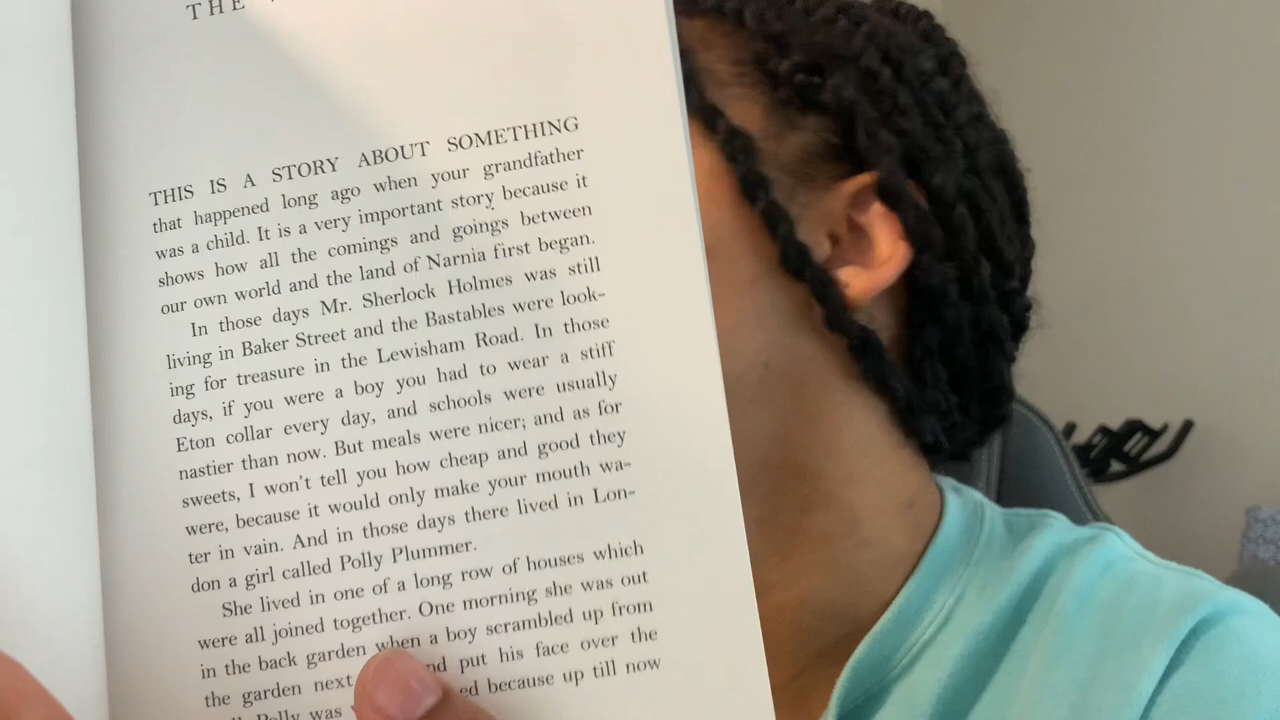 THE
THIS IS A STORY ABOUT SOMETHING
that happened long ago when your grandfather
was a child. It is a very important story because it
shows how all the comings and goings between
our own world and the land of Narnia first began.
In those days Mr. Sherlock Holmes was still
living in Baker Street and the Bastables were look-
ing for treasure in the Lewisham Road. In those
days, if you were a boy you had to wear a stiff
Eton collar every day, and schools were usually
nastier than now. But meals were nicer; and as for
sweets, I won't tell you how cheap and good they
were, because it would only make your mouth wa-
ter in vain. And in those days there lived in Lon-
don a girl called Polly Plummer.
She lived in one of a long row of houses which
were all joined together. One morning she was out
in the back garden when a boy scrambled up from
the garden next put his face over the
Polly was because up till now